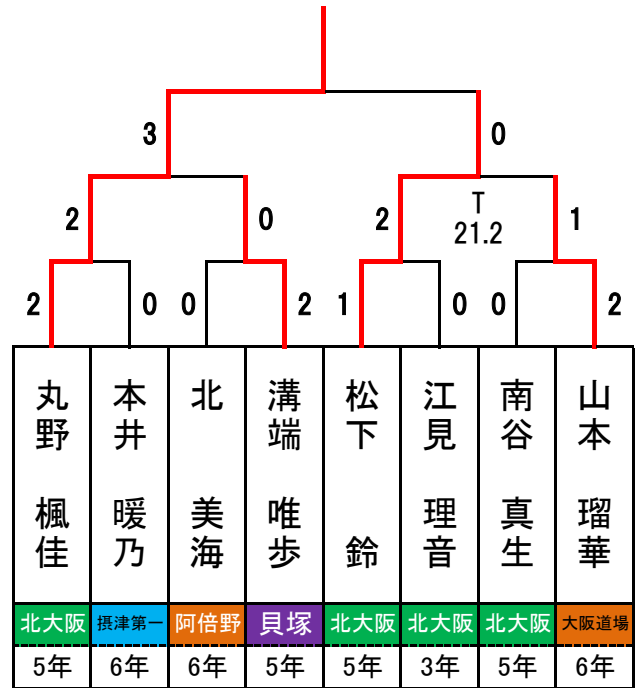 3 0
2 0 2 T 1
21.2
2 0 0 2 1 0 0 2
丸野 楓佳
本井 暖乃
北 美海
溝端 唯歩
松下 鈴
江見 理音
南谷 真生
山本 瑠華
北大阪 摂津第一 阿倍野 貝塚 北大阪 北大阪 北大阪 大阪道場
5年 6年 6年 5年 5年 3年 5年 6年